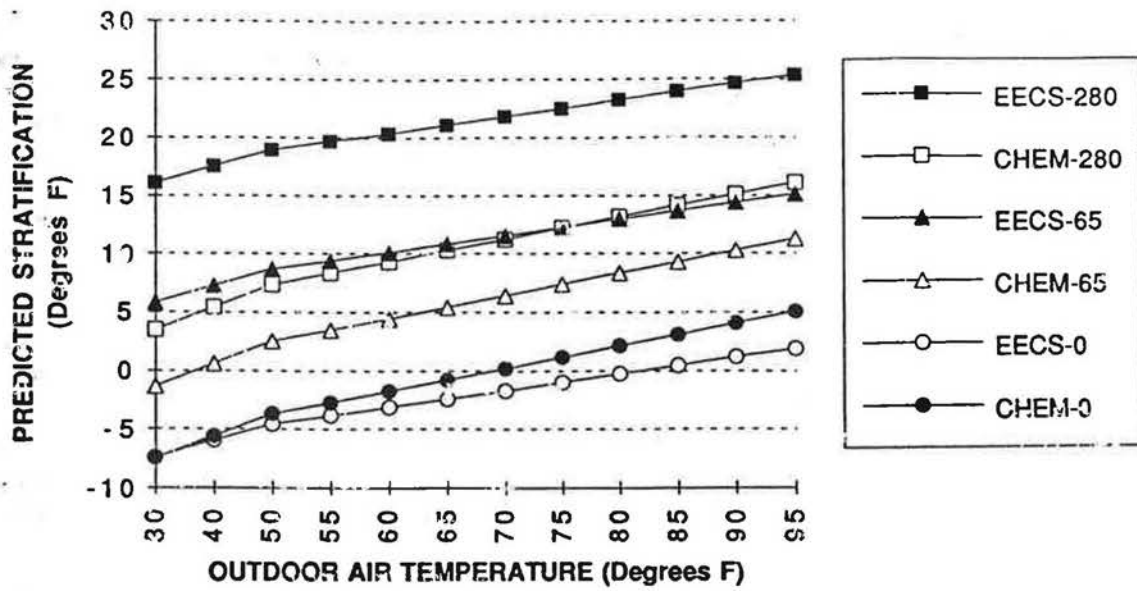 PREDICTED STRATIFICATION
(Degrees F)
30
25
20
15
10
5
0
-5
-10
30
40
50
55
60
65
70
75
80
85
90
95
OUTDOOR AIR TEMPERATURE (Degrees F)
EECS-280
CHEM-280
EECS-65
CHEM-65
EECS-0
CHEM-0